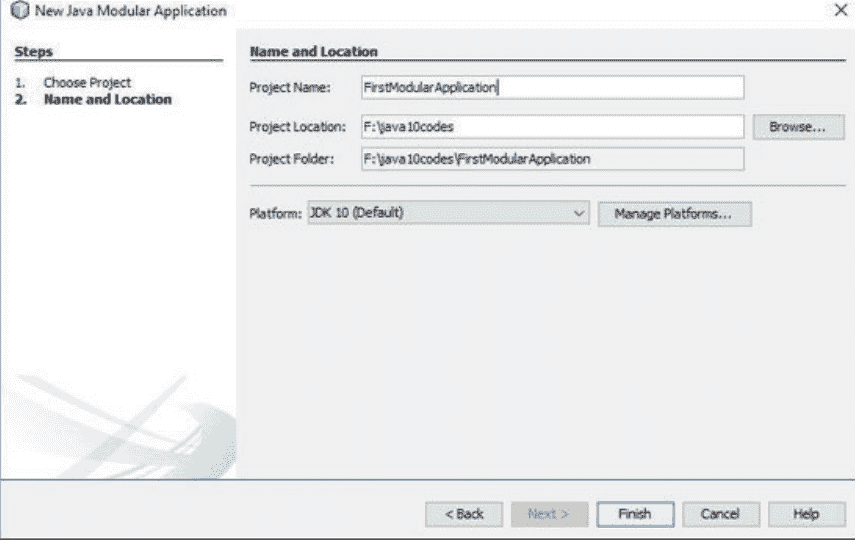 New Java Modular Application
Steps
1. Choose Project
2. Name and Location
Name and Location
Project Name: FirstModularApplication
Project Location: F:\java10codes Browse...
Project Folder: F:\java10codes\FirstModularApplication
Platform: JDK 10 (Default) Manage Platforms...
< Back Next > Finish Cancel Help